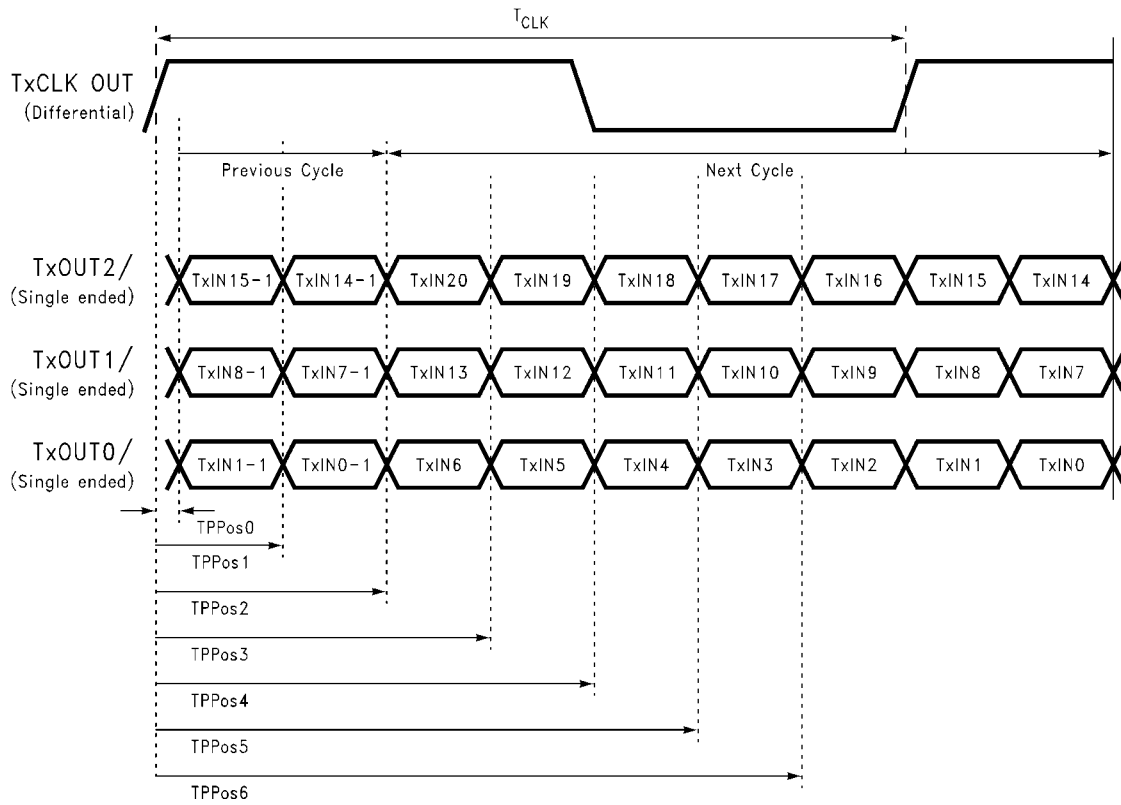 TCLK
TxCLK OUT
(Differential)
Previous Cycle
Next Cycle
TxOUT2/
(Single ended)
TxIN15-1 TxIN14-1 TxIN20 TxIN19 TxIN18 TxIN17 TxIN16 TxIN15 TxIN14
TxOUT1/
(Single ended)
TxIN8-1 TxIN7-1 TxIN13 TxIN12 TxIN11 TxIN10 TxIN9 TxIN8 TxIN7
TxOUT0/
(Single ended)
TxIN1-1 TxIN0-1 TxIN6 TxIN5 TxIN4 TxIN3 TxIN2 TxIN1 TxIN0
TPPos0
TPPos1
TPPos2
TPPos3
TPPos4
TPPos5
TPPos6